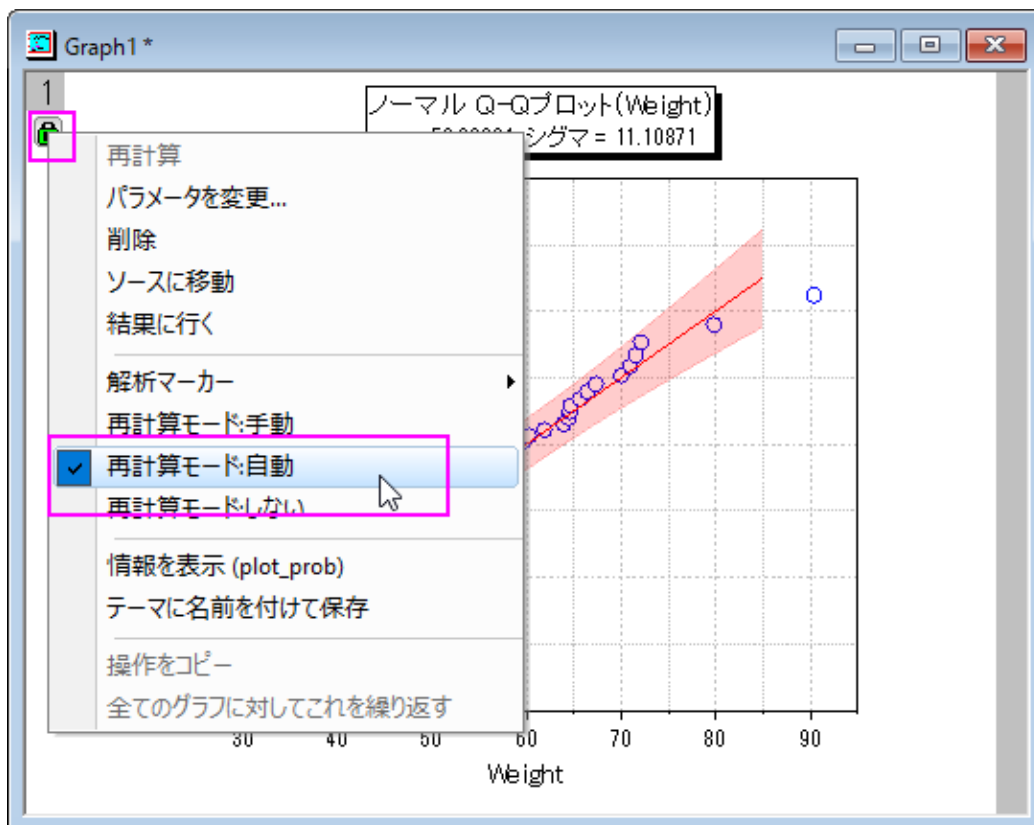 Graph1 *
1
ノーマル Q-Qプロット(Weight)
シグマ = 11.10871
再計算
パラメータを変更...
削除
ソースに移動
結果に行く
解析マーカー
再計算モード:手動
再計算モード:自動
再計算モード:しない
情報を表示 (plot_prob)
テーマに名前を付けて保存
操作をコピー
全てのグラフに対してこれを繰り返す
30 40 50 60 70 80 90
Weight